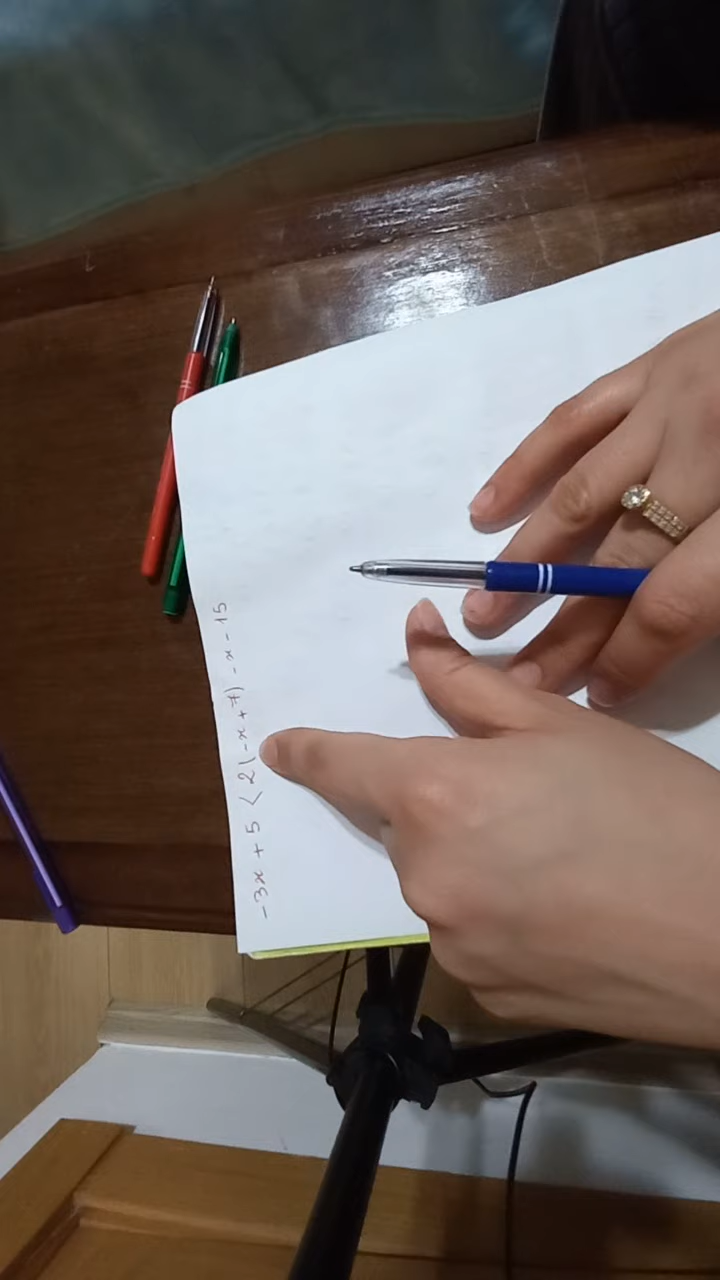 -3x + 5 < 2(-x+7) - x - 15